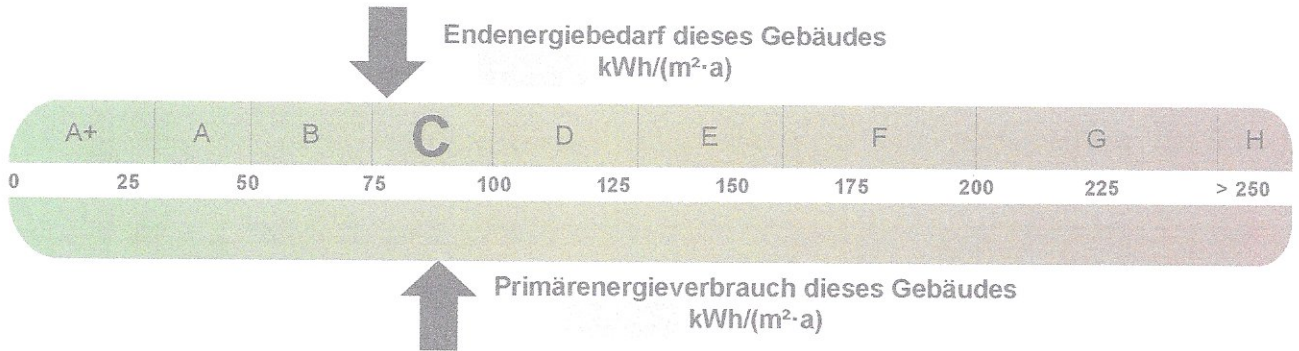 Endenergiebedarf dieses Gebäudes
kWh/(m²·a)
A+ A B C D E F G H
0 25 50 75 100 125 150 175 200 225 > 250
Primärenergieverbrauch dieses Gebäudes
kWh/(m²·a)